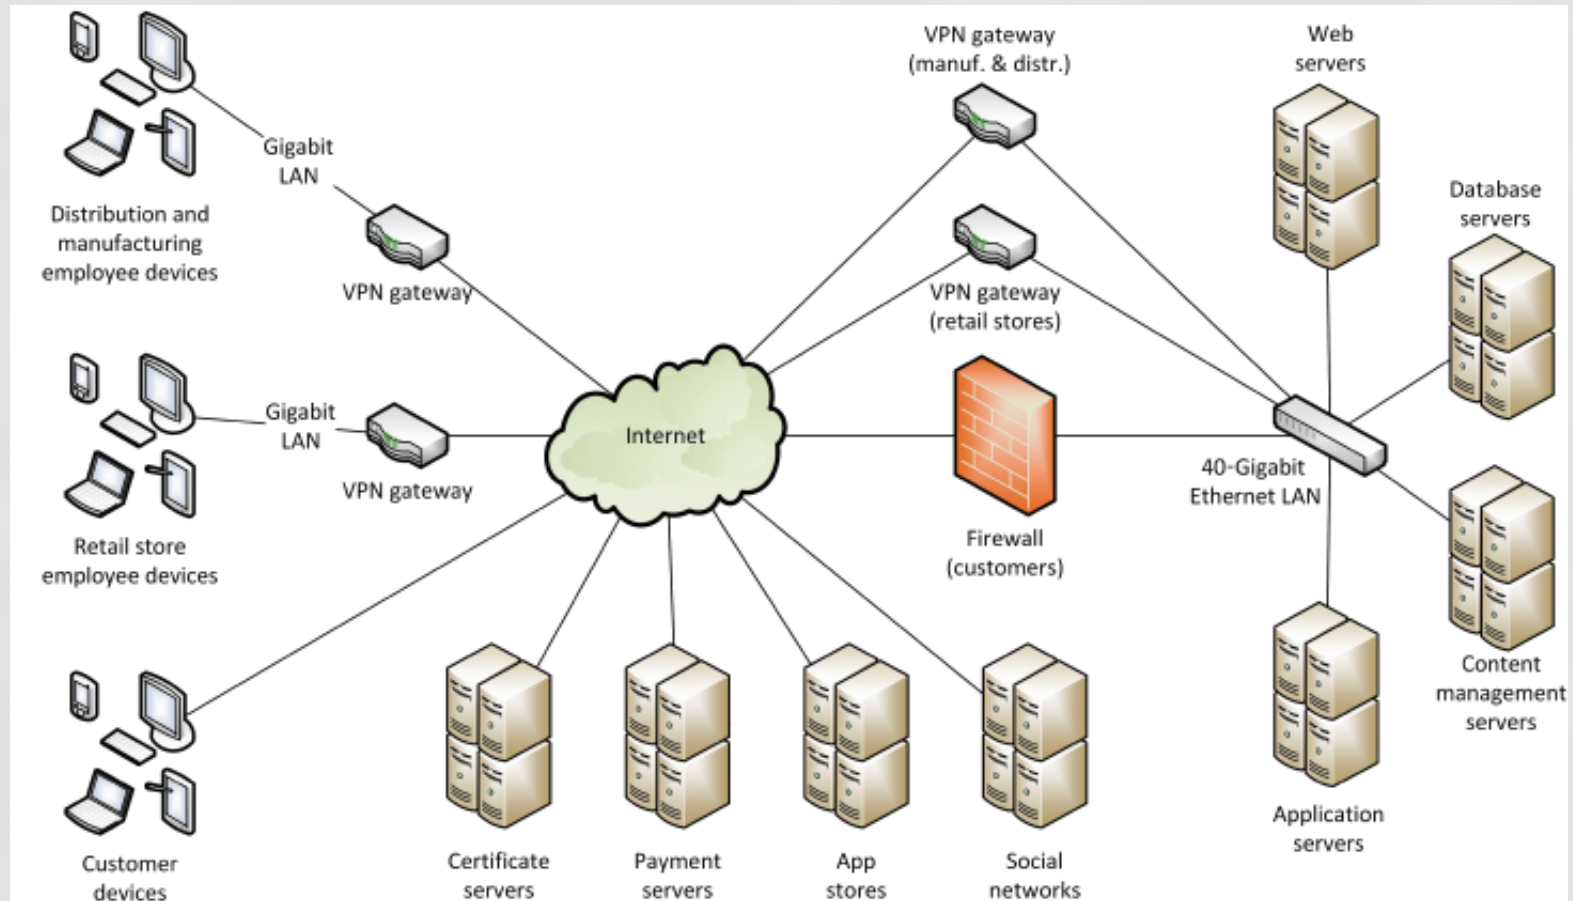 VPN gateway
(manuf. & distr.)
Web
servers
Gigabit
LAN
Database
servers
Distribution and
manufacturing
employee devices
VPN gateway
VPN gateway
(retail stores)
Gigabit
LAN
Internet
40-Gigabit
Ethernet LAN
VPN gateway
Retail store
employee devices
Firewall
(customers)
Content
management
servers
Application
servers
Customer
devices
Certificate
servers
Payment
servers
App
stores
Social
networks